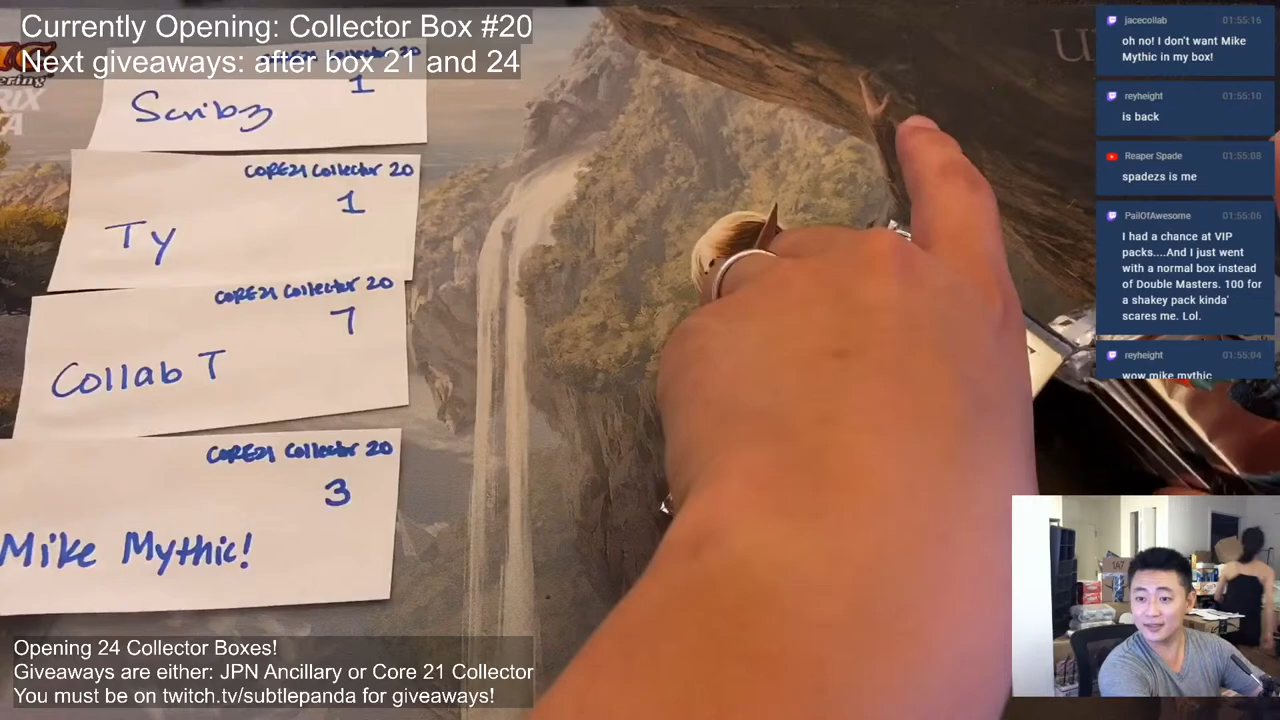 Currently Opening: Collector Box #20
Next giveaways: after box 21 and 24
1
Scribz
CORE21 Collector 20
1
Ty
CORE21 Collector 20
7
Collab T
CORE21 Collector 20
3
Mike Mythic!
Opening 24 Collector Boxes!
Giveaways are either: JPN Ancillary or Core 21 Collector
You must be on twitch.tv/subtlepanda for giveaways!
jacecollab 01:55:16
oh no! I don't want Mike
Mythic in my box!
reyheight 01:55:10
is back
Reaper Spade 01:55:08
spadezs is me
PailOfAwesome 01:55:06
I had a chance at VIP
packs....And I just went
with a normal box instead
of Double Masters. 100 for
a shakey pack kinda'
scares me. Lol.
reyheight 01:55:04
wow mike mythic
1A7